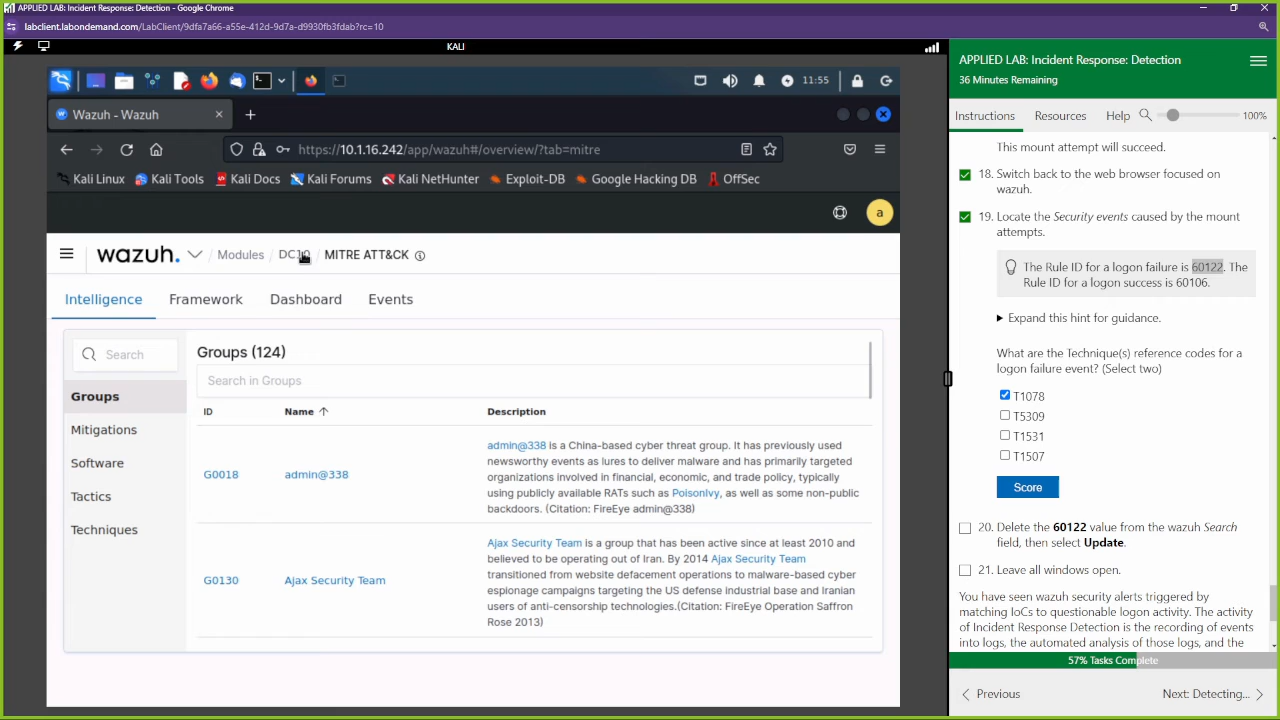 APPLIED LAB: Incident Response: Detection - Google Chrome
labclient.labondemand.com/LabClient/9dfa7a66-a55e-412d-9d7a-d9930fb3fdab?rc=10
KALI
11:55
Wazuh - Wazuh
https://10.1.16.242/app/wazuh#/overview/?tab=mitre
Kali Linux Kali Tools Kali Docs Kali Forums Kali NetHunter Exploit-DB Google Hacking DB OffSec
a
wazuh. / Modules / DC10 / MITRE ATT&CK
Intelligence Framework Dashboard Events
Search
Groups
Mitigations
Software
Tactics
Techniques
Groups (124)
Search in Groups
ID Name Description
G0018 admin@338 admin@338 is a China-based cyber threat group. It has previously used
newsworthy events as lures to deliver malware and has primarily targeted
organizations involved in financial, economic, and trade policy, typically
using publicly available RATs such as PoisonIvy, as well as some non-public
backdoors. (Citation: FireEye admin@338)
G0130 Ajax Security Team Ajax Security Team is a group that has been active since at least 2010 and
believed to be operating out of Iran. By 2014 Ajax Security Team
transitioned from website defacement operations to malware-based cyber
espionage campaigns targeting the US defense industrial base and Iranian
users of anti-censorship technologies.(Citation: FireEye Operation Saffron
Rose 2013)
APPLIED LAB: Incident Response: Detection
36 Minutes Remaining
Instructions Resources Help 100%
This mount attempt will succeed.
18. Switch back to the web browser focused on
wazuh.
19. Locate the Security events caused by the mount
attempts.
The Rule ID for a logon failure is 60122. The
Rule ID for a logon success is 60106.
Expand this hint for guidance.
What are the Technique(s) reference codes for a
logon failure event? (Select two)
T1078
T5309
T1531
T1507
Score
20. Delete the 60122 value from the wazuh Search
field, then select Update.
21. Leave all windows open.
You have seen wazuh security alerts triggered by
matching IoCs to questionable logon activity. The activity
of Incident Response Detection is the recording of events
into logs, the automated analysis of those logs, and the
57% Tasks Complete
Previous Next: Detecting...